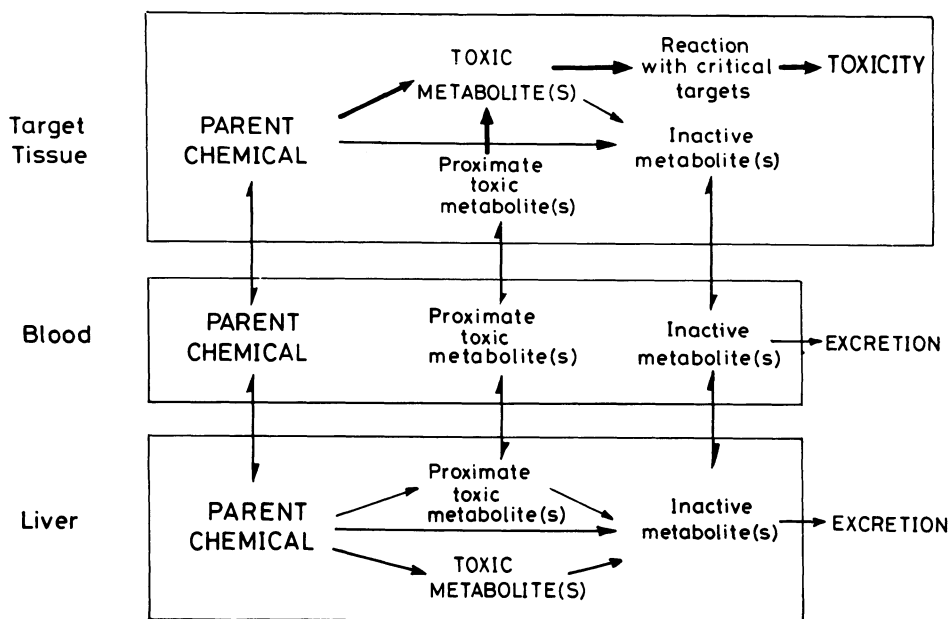 Target
Tissue
PARENT
CHEMICAL
TOXIC
METABOLITE(S)
Proximate
toxic
metabolite(s)
Reaction
with critical
targets
TOXICITY
Inactive
metabolite(s)
Blood
PARENT
CHEMICAL
Proximate
toxic
metabolite(s)
Inactive
metabolite(s)
EXCRETION
Liver
PARENT
CHEMICAL
Proximate
toxic
metabolite(s)
TOXIC
METABOLITE(S)
Inactive
metabolite(s)
EXCRETION